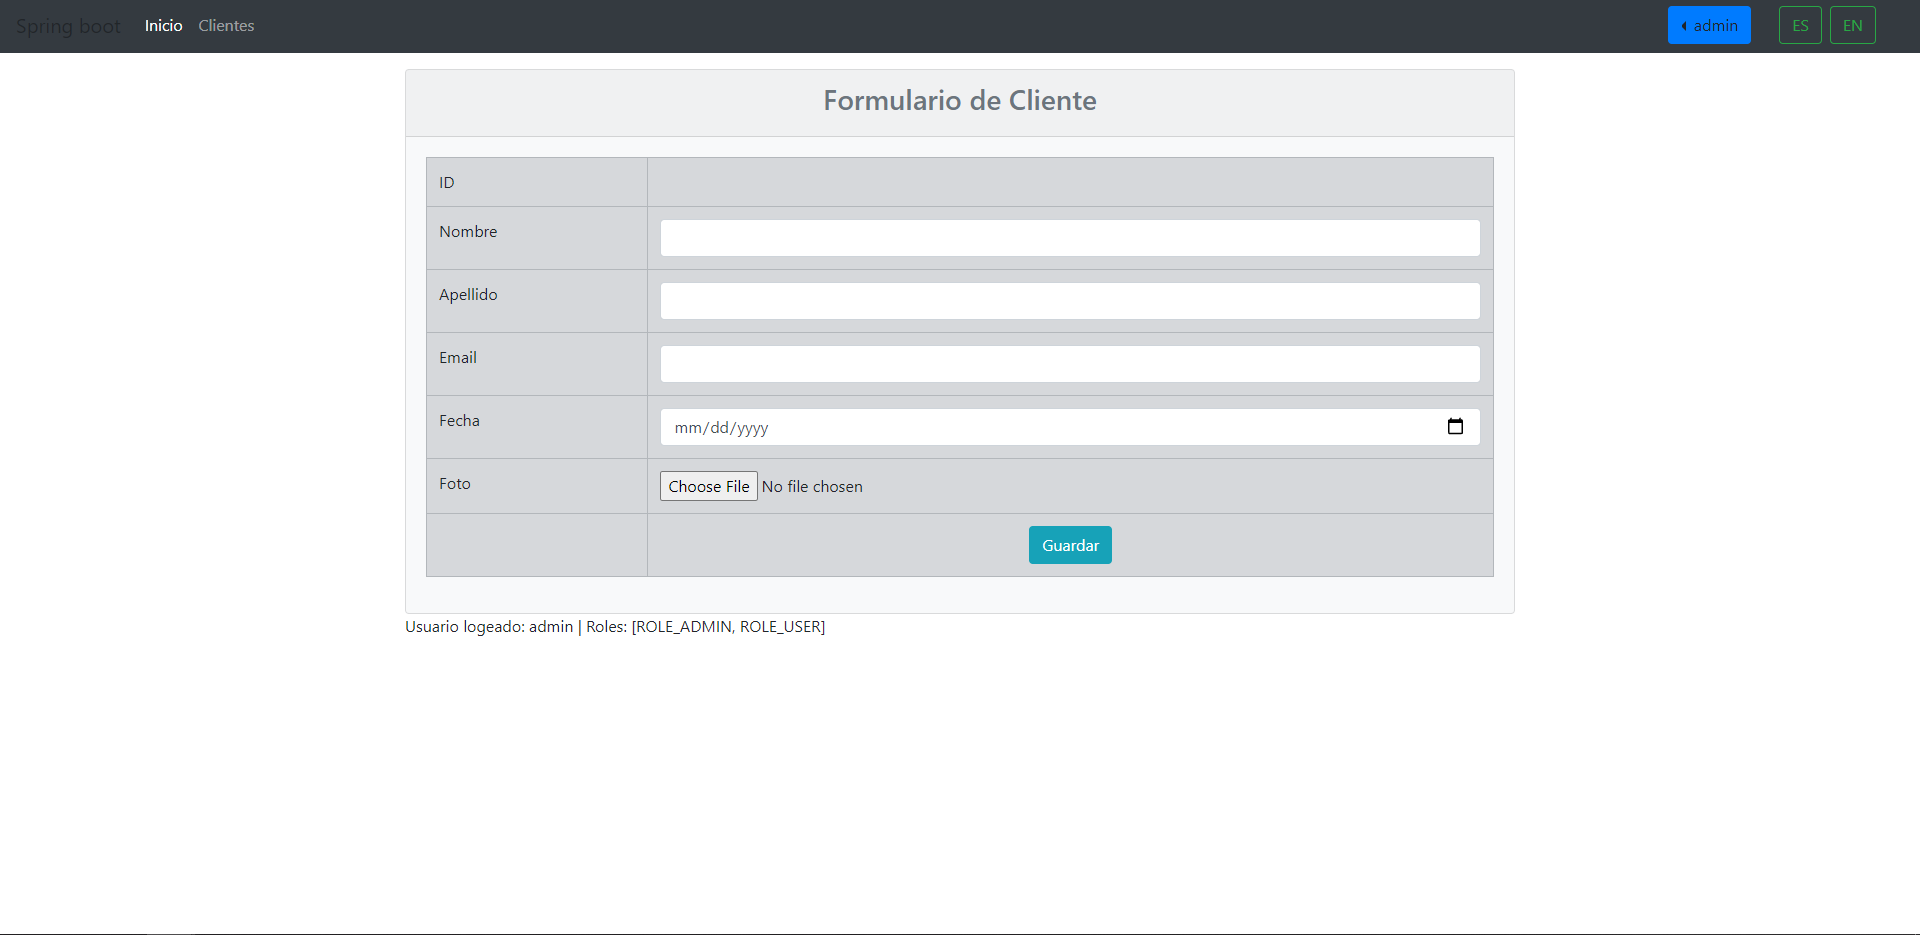 Spring boot Inicio Clientes admin ES EN
Formulario de Cliente
ID
Nombre
Apellido
Email
Fecha mm/dd/yyyy
Foto Choose File No file chosen
Guardar
Usuario logeado: admin | Roles: [ROLE_ADMIN, ROLE_USER]